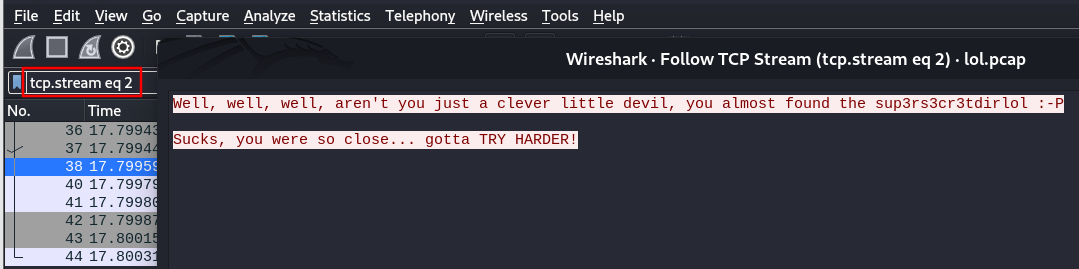 File Edit View Go Capture Analyze Statistics Telephony Wireless Tools Help
Wireshark · Follow TCP Stream (tcp.stream eq 2) · lol.pcap
tcp.stream eq 2
No. Time
Well, well, well, aren't you just a clever little devil, you almost found the sup3rs3cr3tdirlol :-P
Sucks, you were so close... gotta TRY HARDER!
36 17.79943
37 17.79944
38 17.79959
40 17.79979
41 17.79980
42 17.79987
43 17.80015
44 17.80031